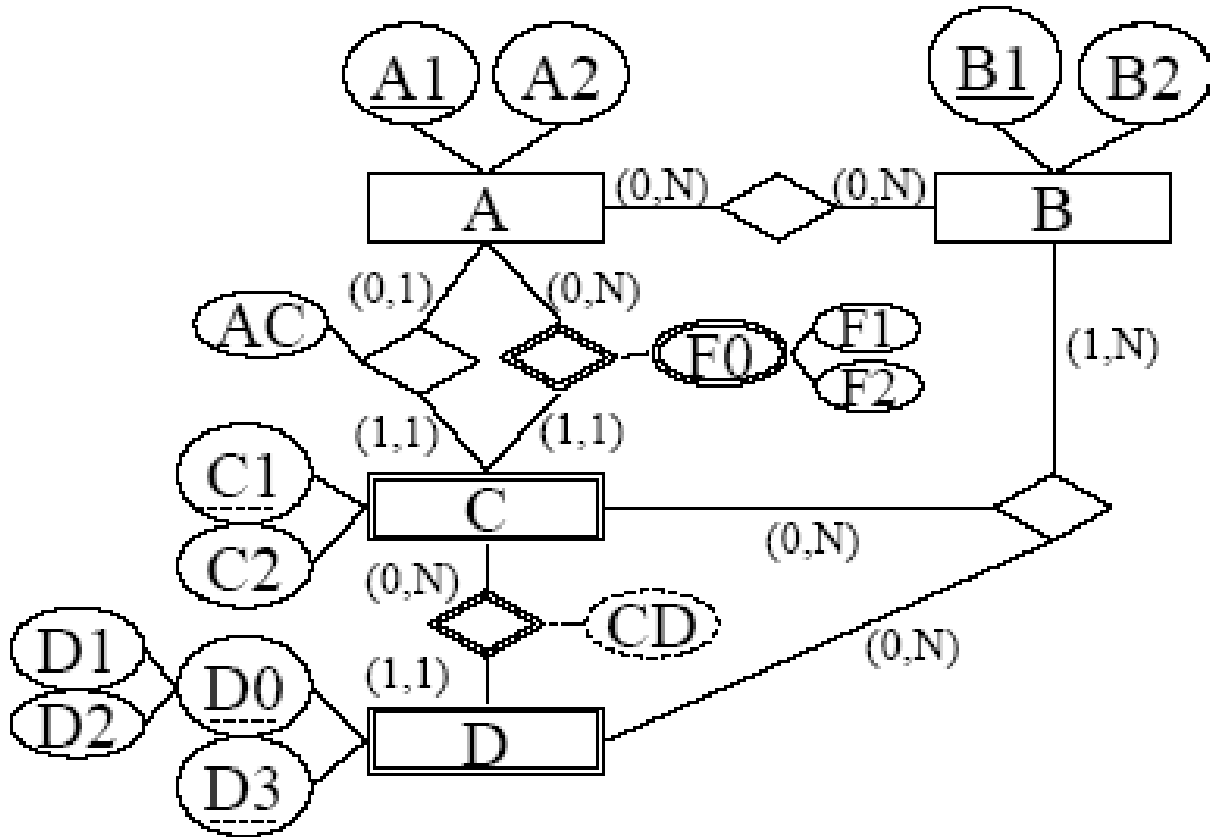 A1 A2 B1 B2
A (0,N) (0,N) B
(0,1) (0,N)
AC F0 F1
F2
(1,N)
(1,1) (1,1)
C1
C
C2
(0,N)
(0,N)
CD
(0,N)
D1
D0
D2
(1,1)
D
D3